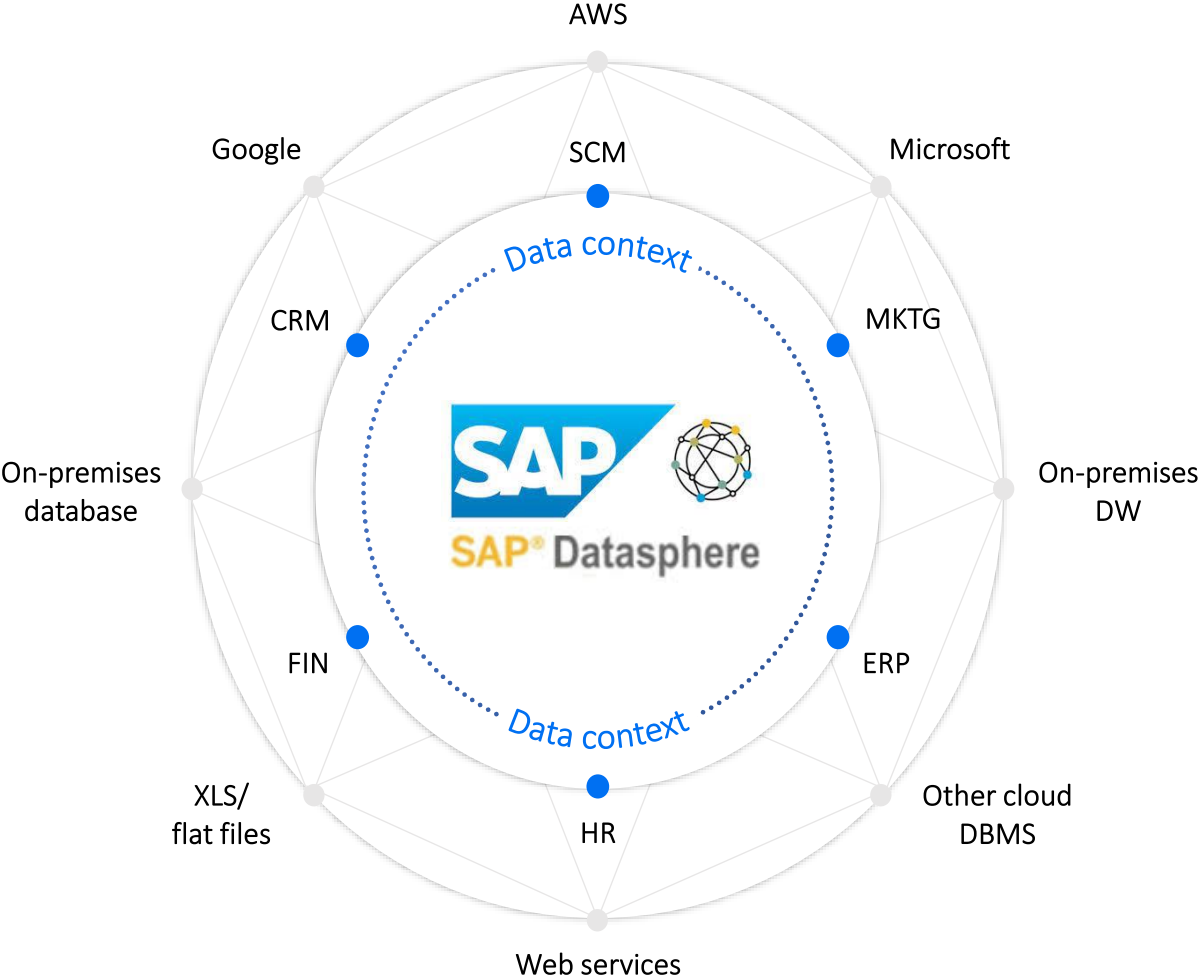 AWS
Google
Microsoft
SCM
Data context
CRM
MKTG
SAP
SAP® Datasphere
On-premises
database
On-premises
DW
FIN
ERP
Data context
XLS/
flat files
HR
Other cloud
DBMS
Web services